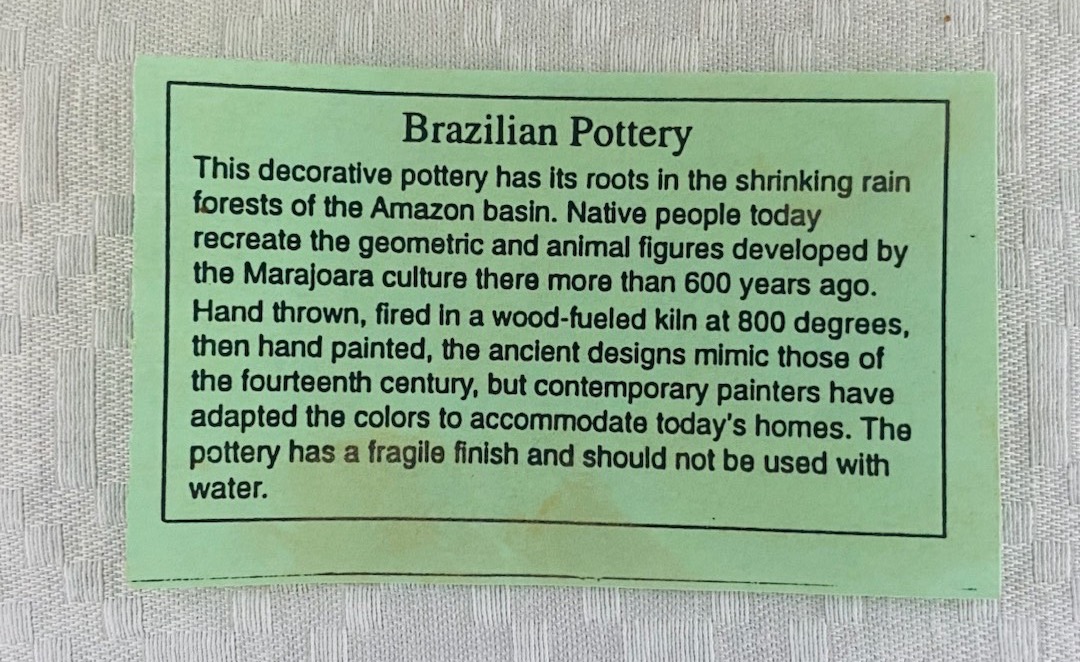 Brazilian Pottery
This decorative pottery has its roots in the shrinking rain
forests of the Amazon basin. Native people today
recreate the geometric and animal figures developed by
the Marajoara culture there more than 600 years ago.
Hand thrown, fired in a wood-fueled kiln at 800 degrees,
then hand painted, the ancient designs mimic those of
the fourteenth century, but contemporary painters have
adapted the colors to accommodate today's homes. The
pottery has a fragile finish and should not be used with
water.